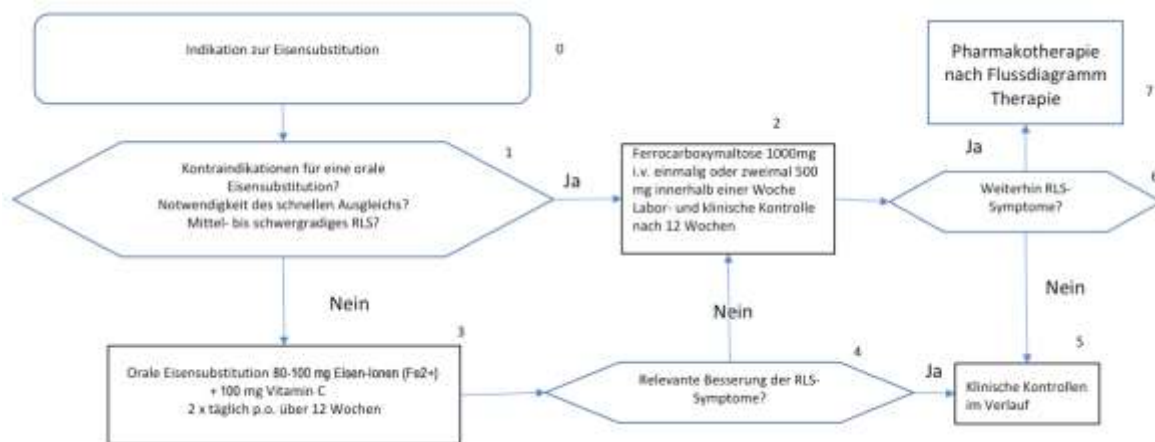 Indikation zur Eisensubstitution
0
Kontraindikationen für eine orale
Eisensubstitution?
Notwendigkeit des schnellen Ausgleichs?
Mittel- bis schwergradiges RLS?
1
Ja
2
Ferrocarboxymaltose 1000mg
i.v. einmalig oder zweimal 500
mg innerhalb einer Woche
Labor- und klinische Kontrolle
nach 12 Wochen
Pharmakotherapie
nach Flussdiagramm
Therapie
7
Ja
6
Weiterhin RLS-
Symptome?
Nein
Nein
Nein
3
Orale Eisensubstitution 80-100 mg Eisen-Ionen (Fe2+)
+ 100 mg Vitamin C
2 x täglich p.o. über 12 Wochen
4
Relevante Besserung der RLS-
Symptome?
Ja
5
Klinische Kontrollen
im Verlauf